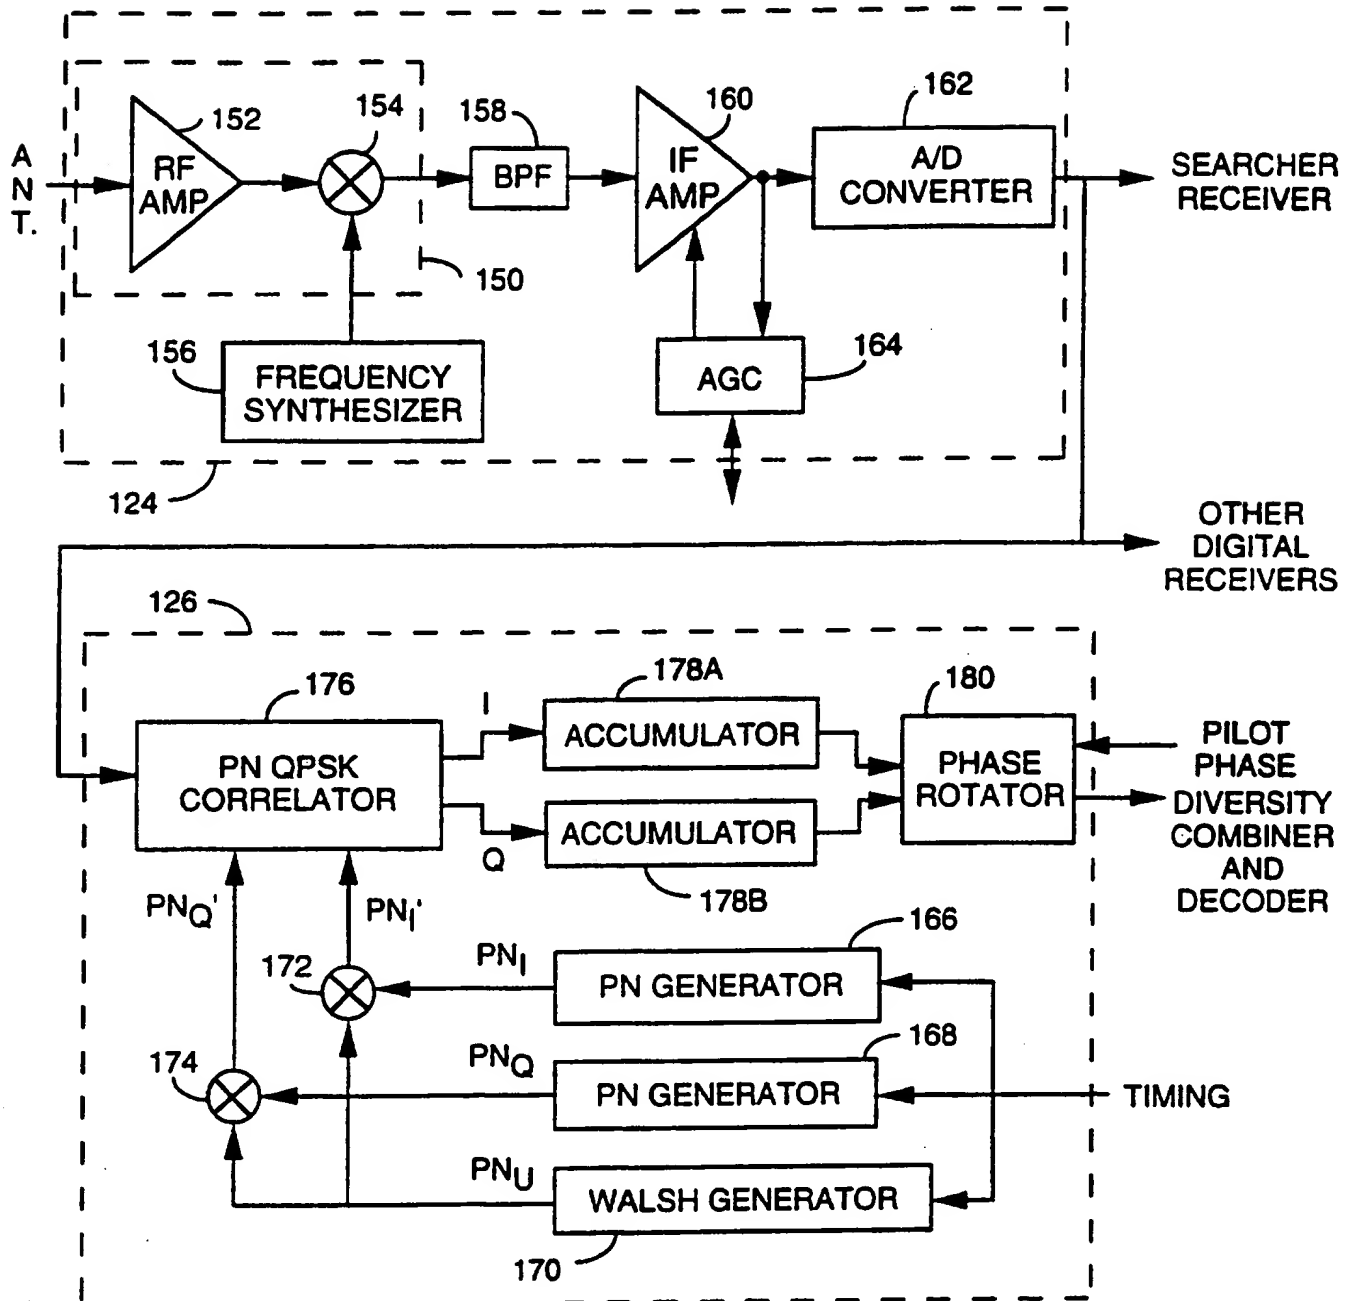 152
154
158
160
162
A
N
T.
RF
AMP
BPF
IF
AMP
A/D
CONVERTER
SEARCHER
RECEIVER
150
156
FREQUENCY
SYNTHESIZER
AGC
164
124
OTHER
DIGITAL
RECEIVERS
126
176
I
178A
180
PN QPSK
CORRELATOR
ACCUMULATOR
PHASE
ROTATOR
PILOT
PHASE
DIVERSITY
COMBINER
AND
DECODER
ACCUMULATOR
Q
178B
PNQ'
PNI'
166
172
PNI
PN GENERATOR
168
174
PNQ
PN GENERATOR
TIMING
PNU
WALSH GENERATOR
170